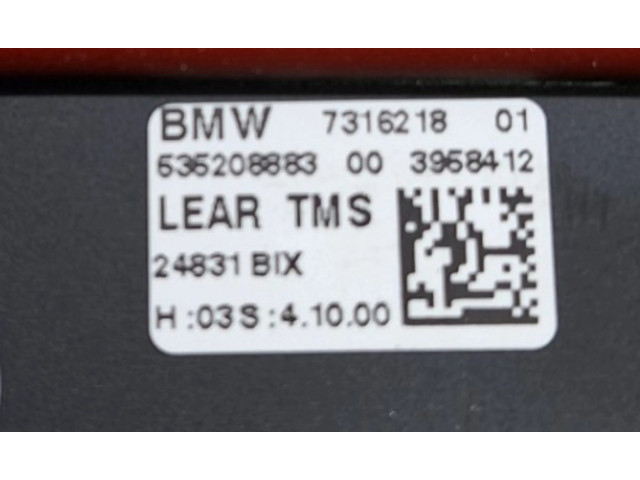 BMW 7316218 01
535208883 00 3958412
LEAR TMS
24831 BIX
H :03 S :4.10.00